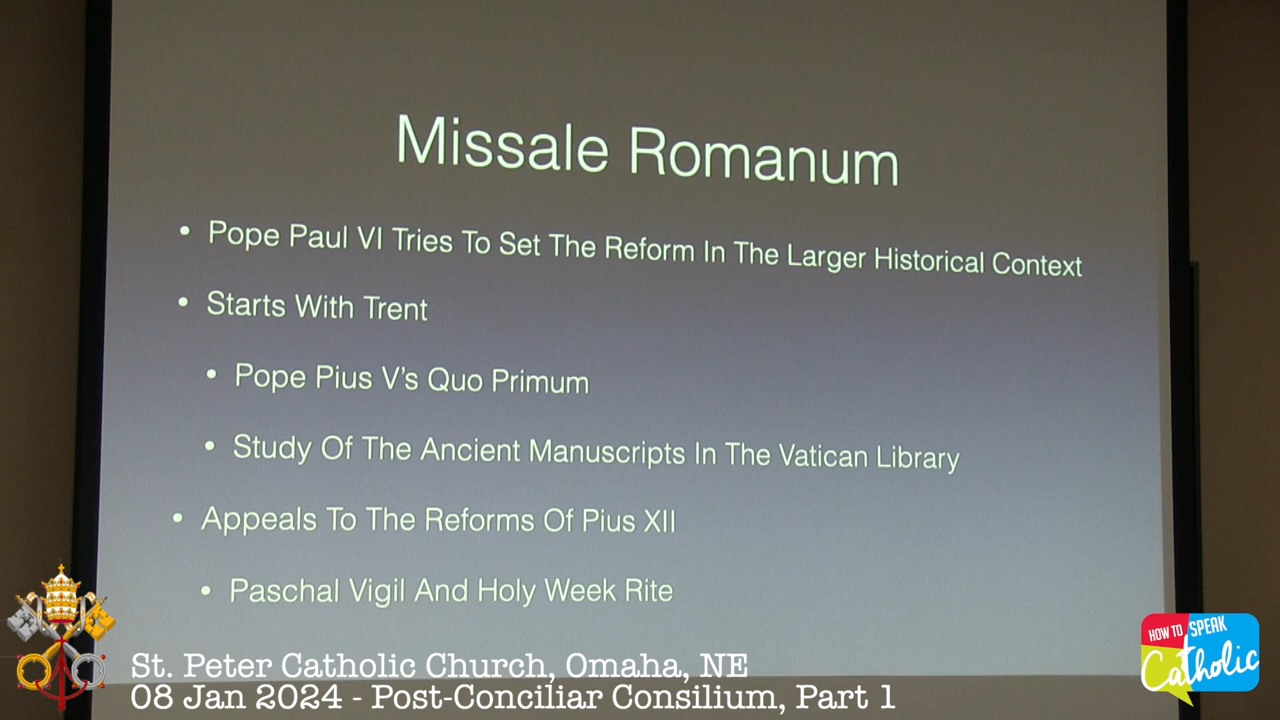 Missale Romanum
• Pope Paul VI Tries To Set The Reform In The Larger Historical Context
• Starts With Trent
• Pope Pius V's Quo Primum
• Study Of The Ancient Manuscripts In The Vatican Library
• Appeals To The Reforms Of Pius XII
• Paschal Vigil And Holy Week Rite
St. Peter Catholic Church, Omaha, NE
08 Jan 2024 - Post-Conciliar Consilium, Part 1
HOW TO SPEAK
Catholic